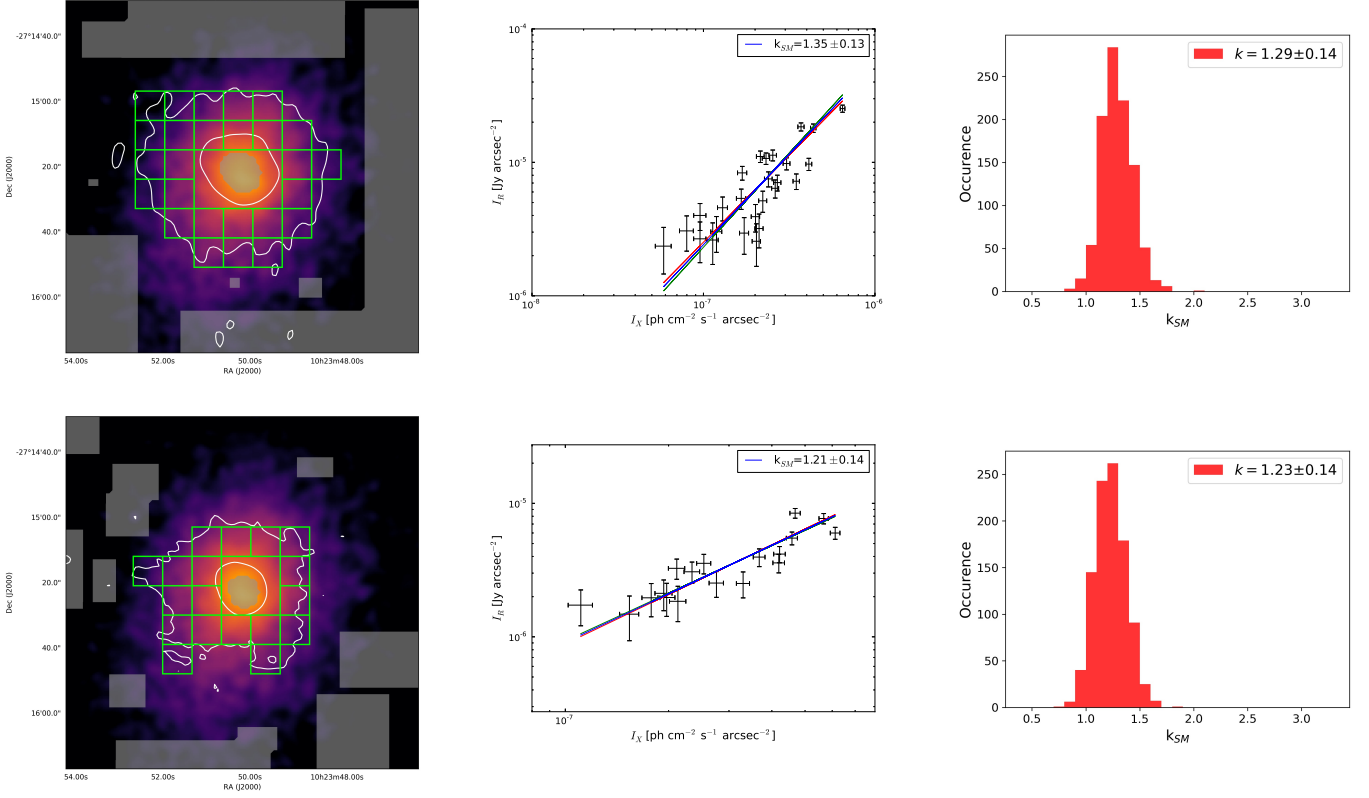 -27°14'40.0"
15'00.0"
20.0"
40.0"
16'00.0"
Dec (J2000)
54.00s 52.00s 50.00s 10h23m48.00s
RA (J2000)
k_SM=1.35±0.13
10^-4
10^-5
10^-6
I_R [Jy arcsec^-2]
10^-8 10^-7 10^-6
I_X [ph cm^-2 s^-1 arcsec^-2]
k=1.29±0.14
250
200
150
100
50
0
Occurence
0.5 1.0 1.5 2.0 2.5 3.0
k_SM
-27°14'40.0"
15'00.0"
20.0"
40.0"
16'00.0"
Dec (J2000)
54.00s 52.00s 50.00s 10h23m48.00s
RA (J2000)
k_SM=1.21±0.14
10^-5
10^-6
I_R [Jy arcsec^-2]
10^-7
I_X [ph cm^-2 s^-1 arcsec^-2]
k=1.23±0.14
250
200
150
100
50
0
Occurence
0.5 1.0 1.5 2.0 2.5 3.0
k_SM